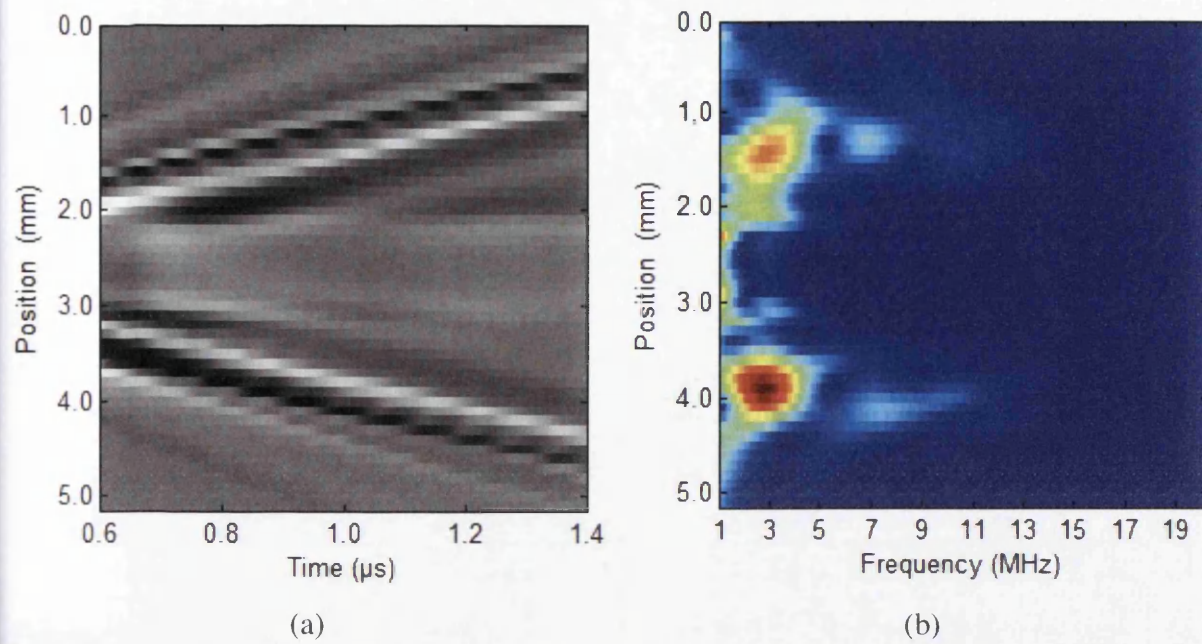 0.0
1.0
2.0
3.0
4.0
5.0
Position (mm)
0.6 0.8 1.0 1.2 1.4
Time (µs)
(a)
0.0
1.0
2.0
3.0
4.0
5.0
Position (mm)
1 3 5 7 9 11 13 15 17 19
Frequency (MHz)
(b)